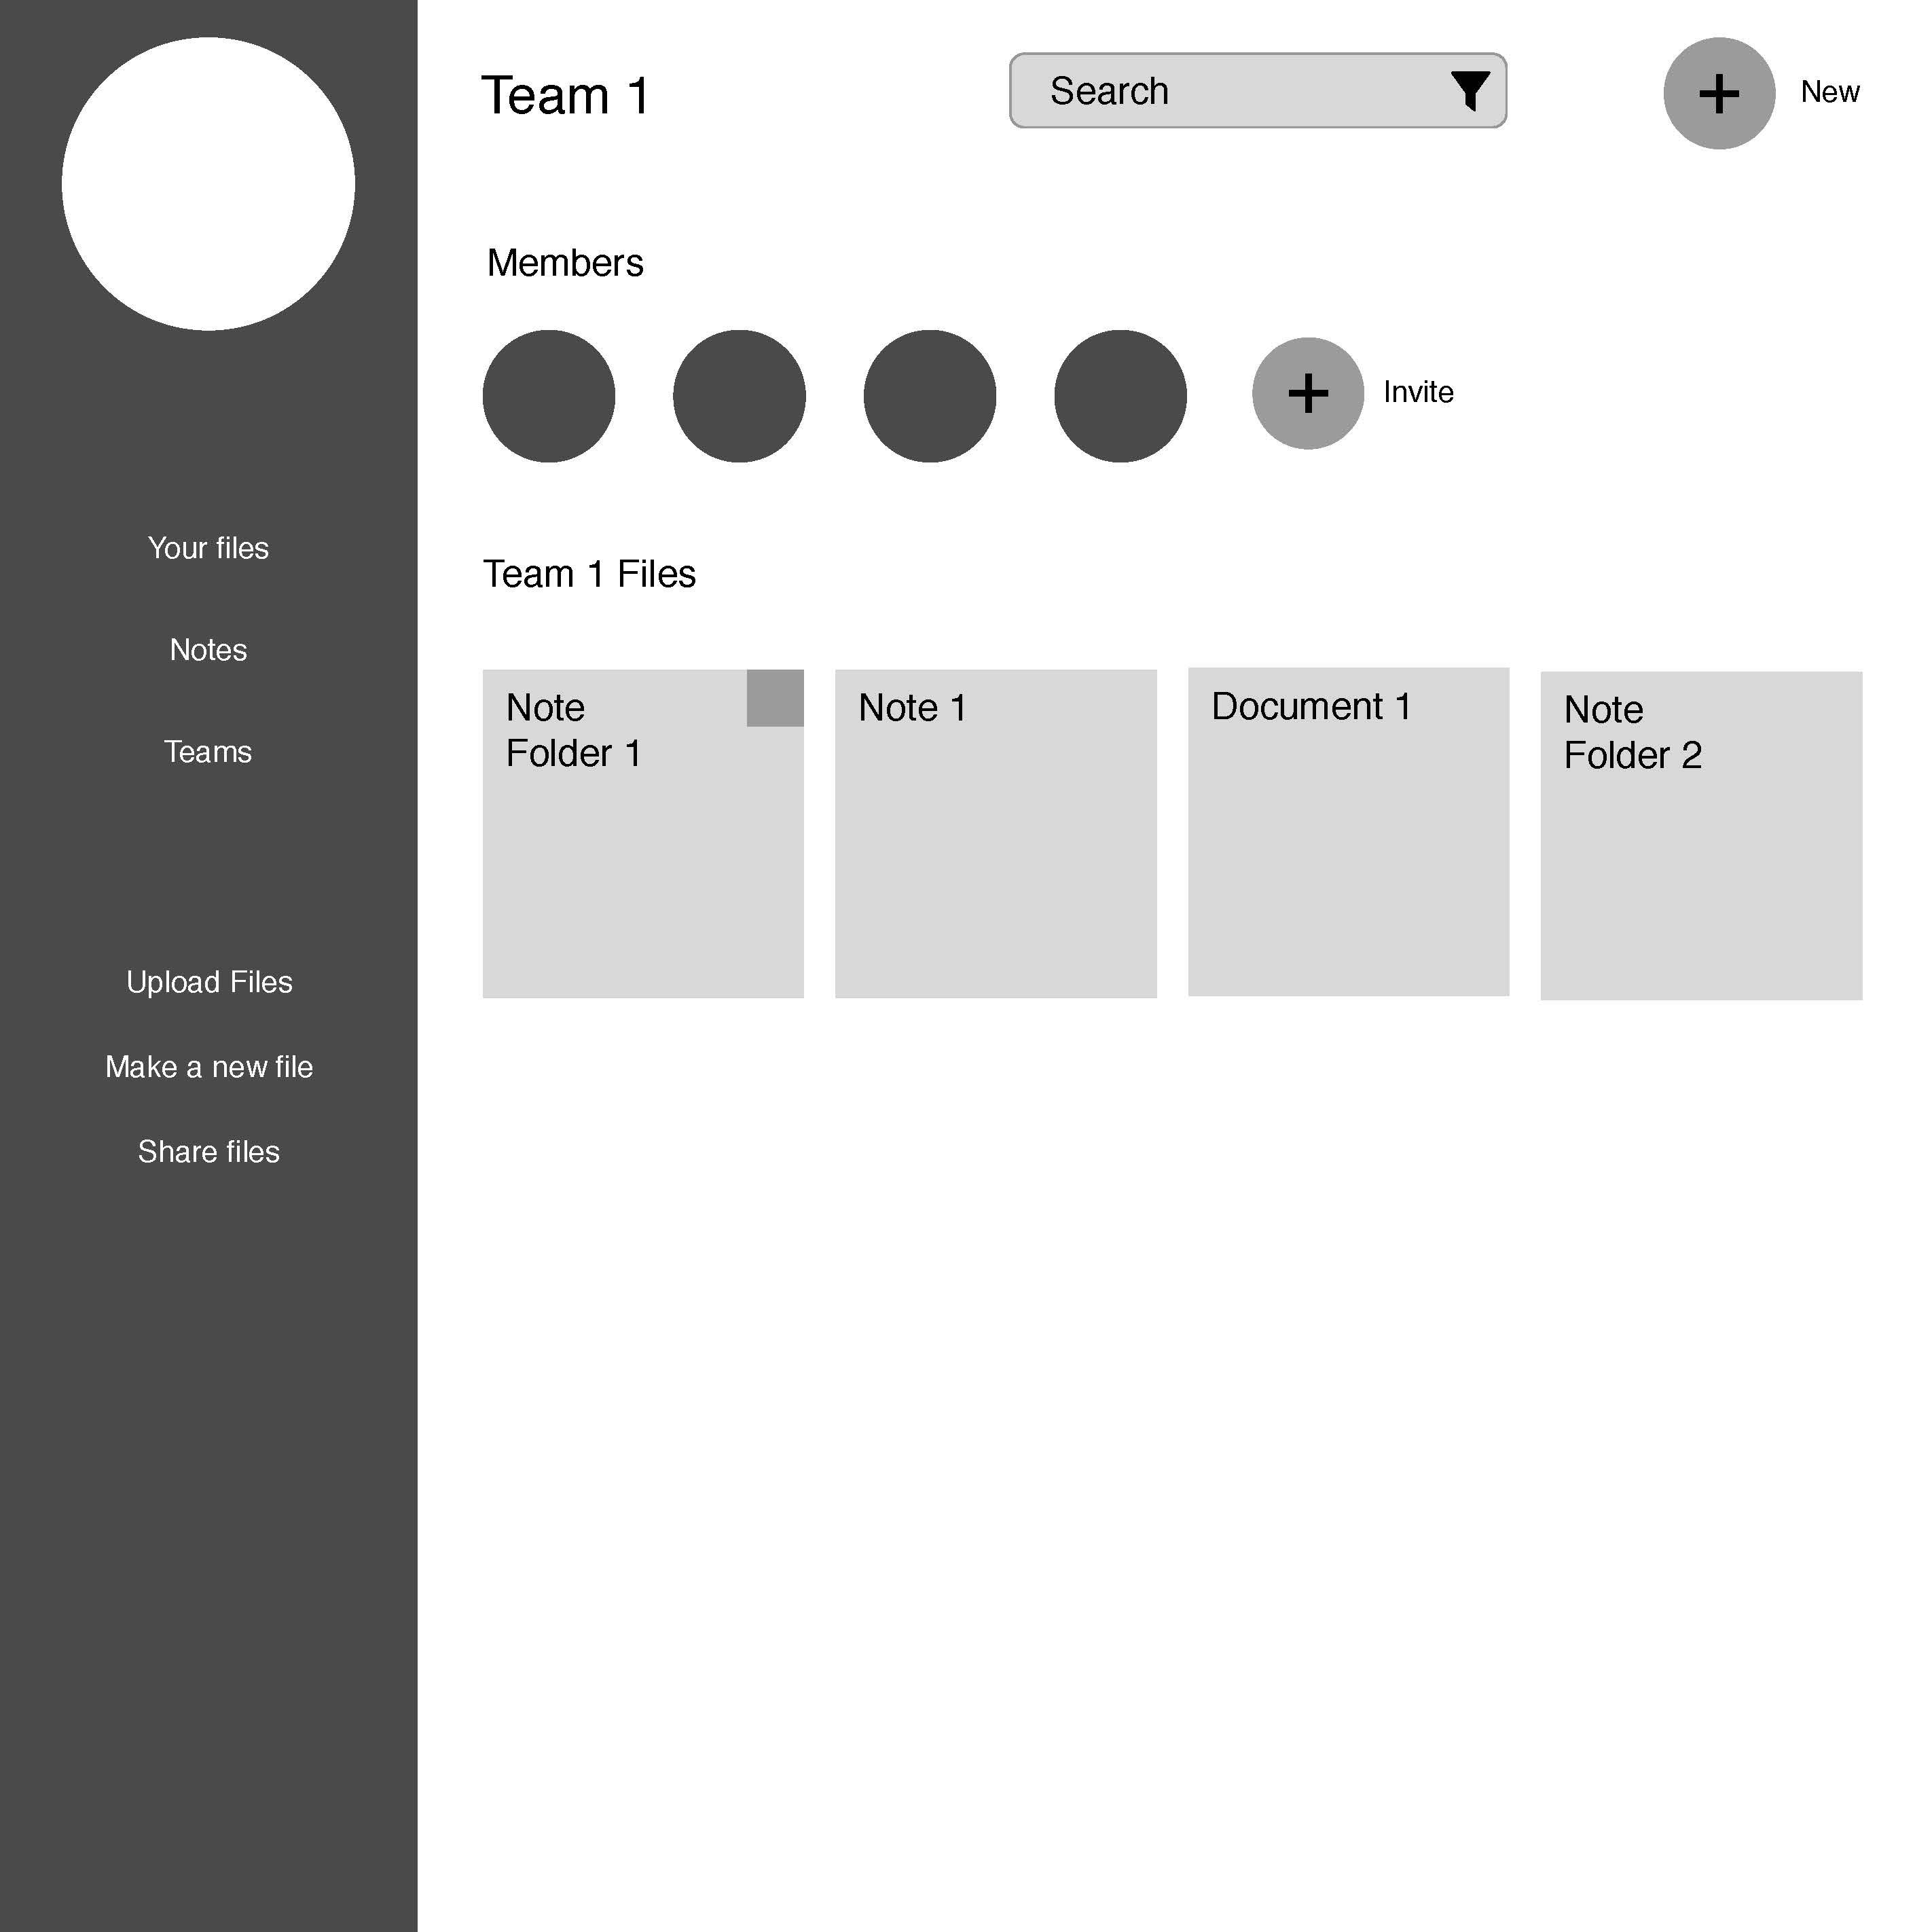 Team 1
Search
New
Members
Invite
Your files
Notes
Teams
Upload Files
Make a new file
Share files
Team 1 Files
Note
Folder 1
Note 1
Document 1
Note
Folder 2